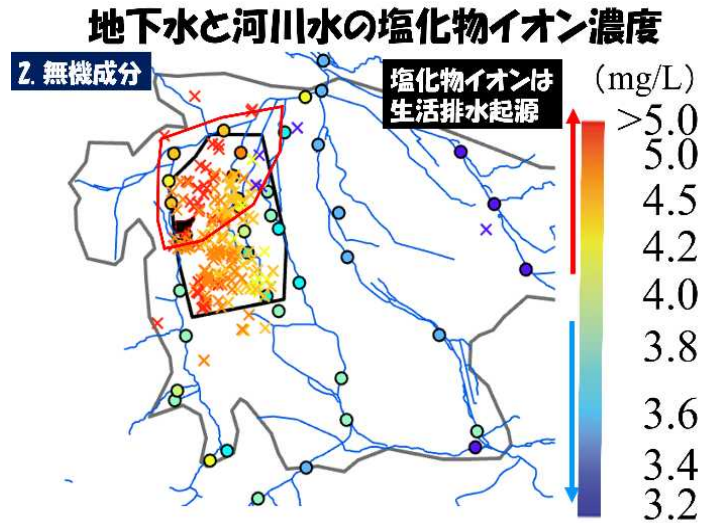 地下水と河川水の塩化物イオン濃度
2. 無機成分
塩化物イオンは
生活排水起源
(mg/L)
>5.0
5.0
4.5
4.2
4.0
3.8
3.6
3.4
3.2